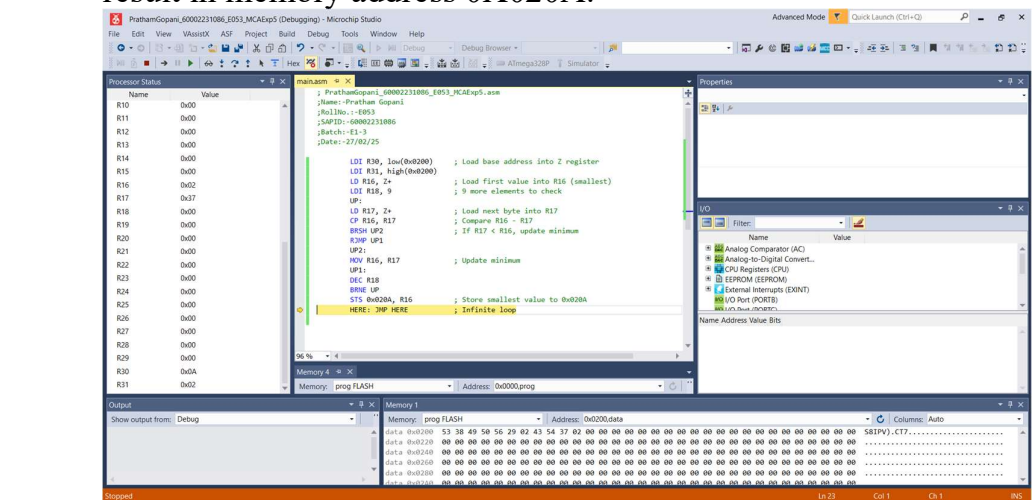 result in memory address 0X020A.
PrathamGopani_60002231086_E053_MCAExp5 (Debugging) - Microchip Studio
Advanced Mode
Quick Launch (Ctrl+Q)
File Edit View VAssistX ASF Project Build Debug Tools Window Help
Debug
Debug Browser
Hex
ATmega328P
Simulator
Processor Status
Name Value
R10 0x00
R11 0x00
R12 0x00
R13 0x00
R14 0x00
R15 0x00
R16 0x02
R17 0x37
R18 0x00
R19 0x00
R20 0x00
R21 0x00
R22 0x00
R23 0x00
R24 0x00
R25 0x00
R26 0x00
R27 0x00
R28 0x00
R29 0x00
R30 0x0A
R31 0x02
main.asm
; PrathamGopani_60002231086_E053_MCAExp5.asm
;Name:-Pratham Gopani
;RollNo.:-E053
;SAPID:-60002231086
;Batch:-E1-3
;Date:-27/02/25
LDI R30, low(0x0200) ; Load base address into Z register
LDI R31, high(0x0200)
LD R16, Z+ ; Load first value into R16 (smallest)
LDI R18, 9 ; 9 more elements to check
UP:
LD R17, Z+ ; Load next byte into R17
CP R16, R17 ; Compare R16 - R17
BRSH UP2 ; If R17 < R16, update minimum
RJMP UP1
UP2:
MOV R16, R17 ; Update minimum
UP1:
DEC R18
BRNE UP
STS 0x020A, R16 ; Store smallest value to 0x020A
HERE: JMP HERE ; Infinite loop
96 %
Memory 4
Memory: prog FLASH Address: 0x0000,prog
Properties
I/O
Filter:
Name Value
Analog Comparator (AC)
Analog-to-Digital Convert...
CPU Registers (CPU)
EEPROM (EEPROM)
External Interrupts (EXINT)
I/O Port (PORTB)
I/O Port (PORTC)
Name Address Value Bits
Output
Show output from: Debug
Memory 1
Memory: prog FLASH Address: 0x0200,data Columns: Auto
data 0x0200 53 38 49 50 56 29 02 43 54 37 02 00 00 00 00 00 00 00 00 00 00 00 00 00 00 00 00 00 00 00 00 00 S8IPV).CT7......................
data 0x0220 00 00 00 00 00 00 00 00 00 00 00 00 00 00 00 00 00 00 00 00 00 00 00 00 00 00 00 00 00 00 00 00 ................................
data 0x0240 00 00 00 00 00 00 00 00 00 00 00 00 00 00 00 00 00 00 00 00 00 00 00 00 00 00 00 00 00 00 00 00 ................................
data 0x0260 00 00 00 00 00 00 00 00 00 00 00 00 00 00 00 00 00 00 00 00 00 00 00 00 00 00 00 00 00 00 00 00 ................................
data 0x0280 00 00 00 00 00 00 00 00 00 00 00 00 00 00 00 00 00 00 00 00 00 00 00 00 00 00 00 00 00 00 00 00 ................................
Stopped
Ln 23 Col 1 Ch 1 INS